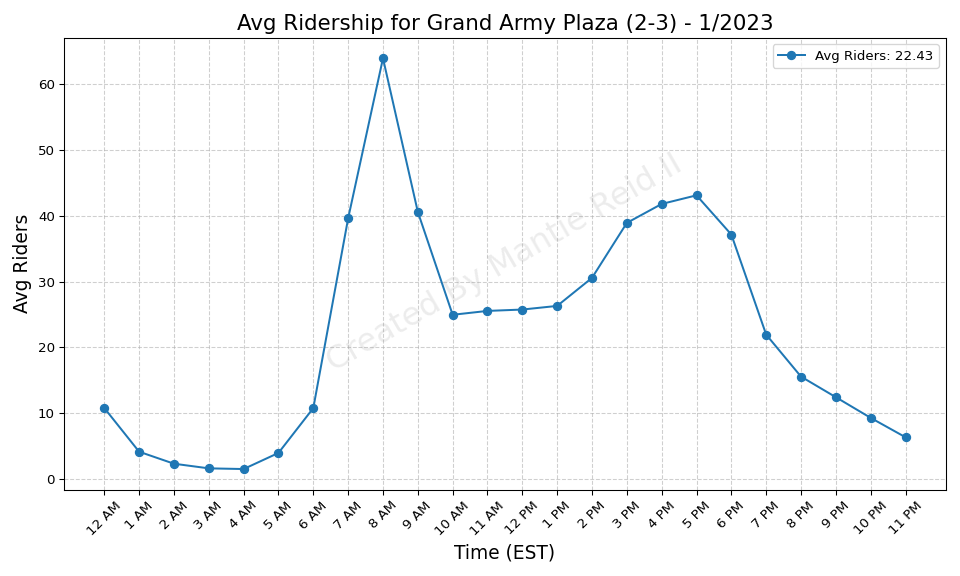 Avg Ridership for Grand Army Plaza (2-3) - 1/2023
Avg Riders: 22.43
60
50
40
30
20
10
0
Avg Riders
Created By Mantie Reid II
12 AM
1 AM
2 AM
3 AM
4 AM
5 AM
6 AM
7 AM
8 AM
9 AM
10 AM
11 AM
12 PM
1 PM
2 PM
3 PM
4 PM
5 PM
6 PM
7 PM
8 PM
9 PM
10 PM
11 PM
Time (EST)